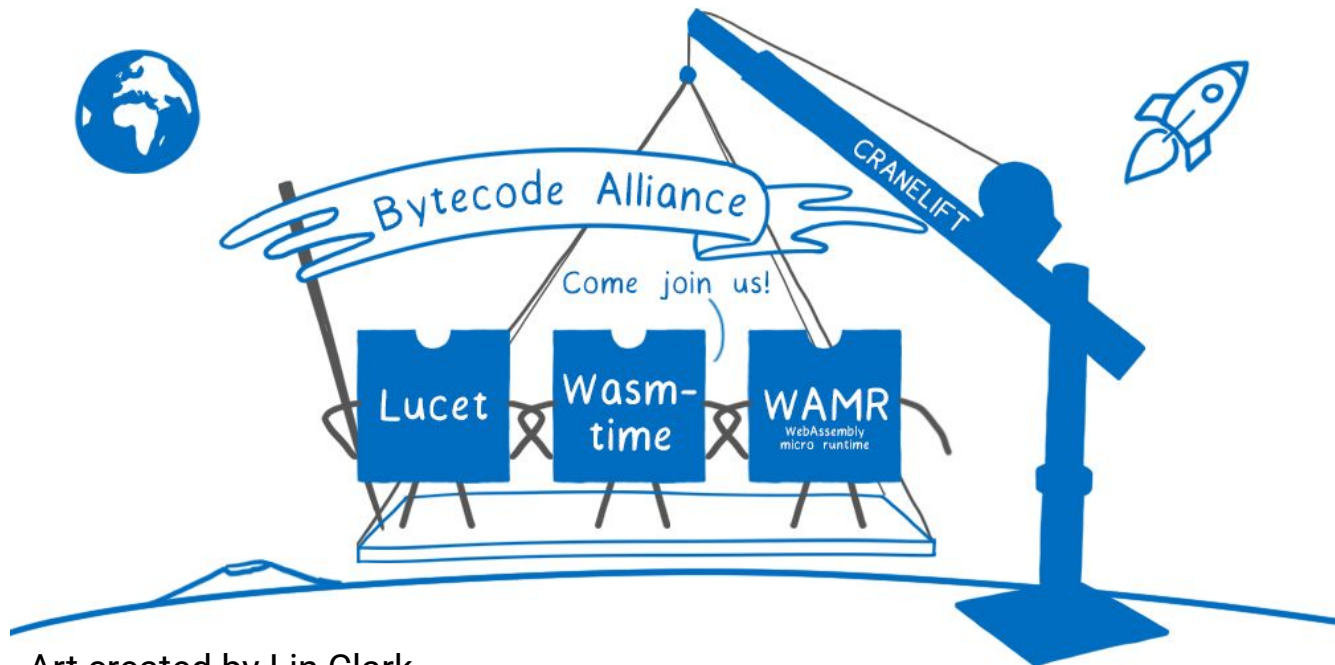 CRANELIFT
Bytecode Alliance
Come join us!
Lucet
Wasm-
time
WAMR
WebAssembly
micro runtime
Art created by Lin Clark